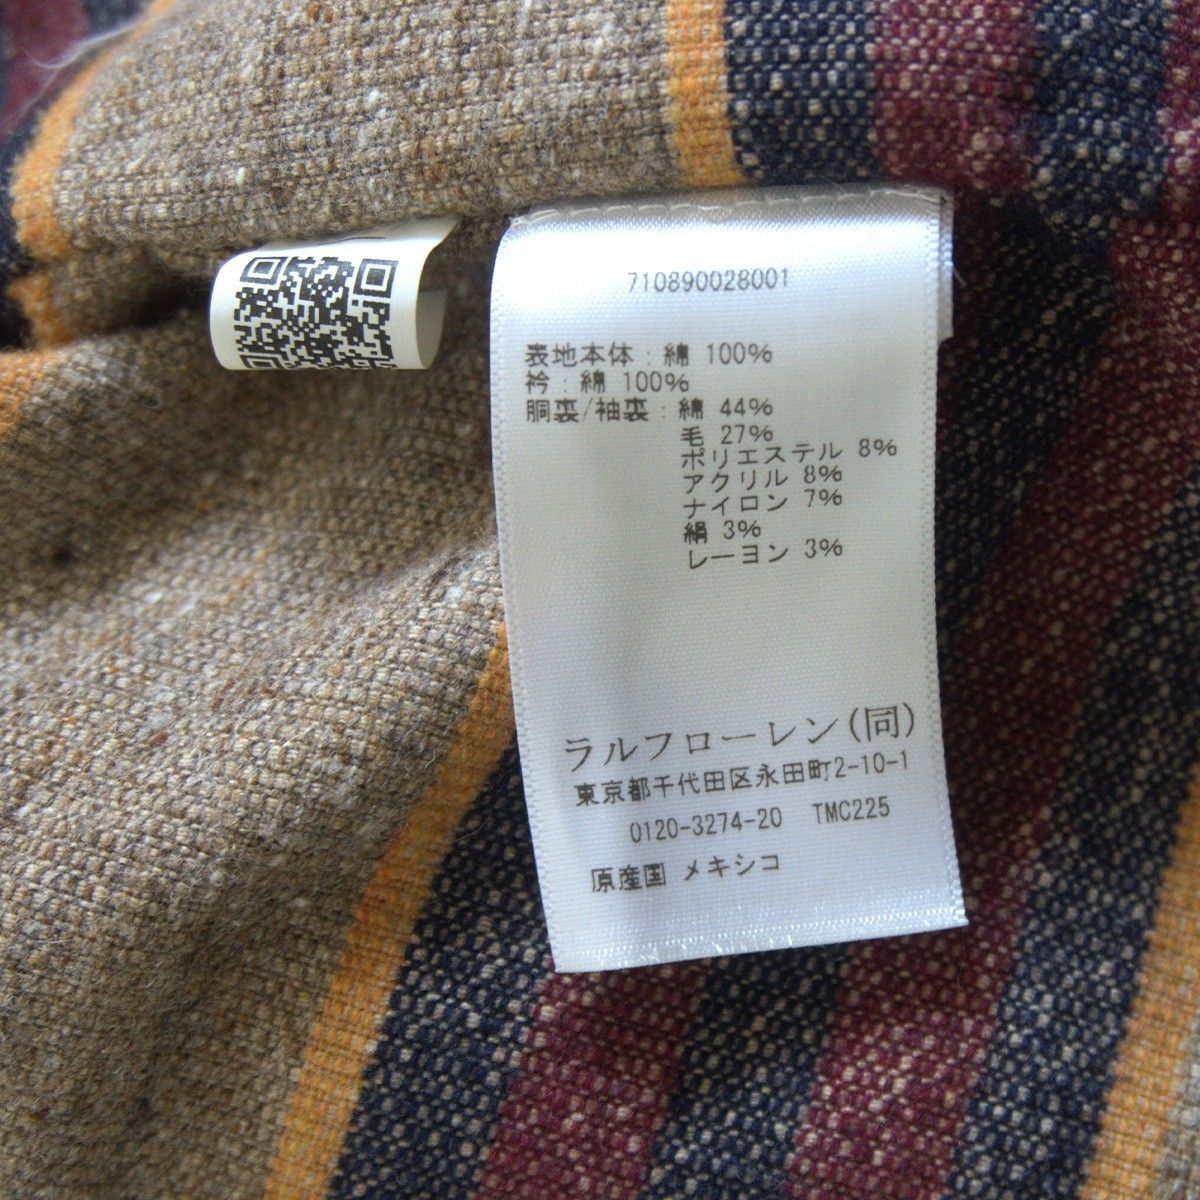 710890028001
表地本体 : 綿 100%
衿 : 綿 100%
胴裏/袖裏 : 綿 44%
毛 27%
ポリエステル 8%
アクリル 8%
ナイロン 7%
絹 3%
レーヨン 3%
ラルフローレン(同)
東京都千代田区永田町2-10-1
0120-3274-20 TMC225
原産国 メキシコ